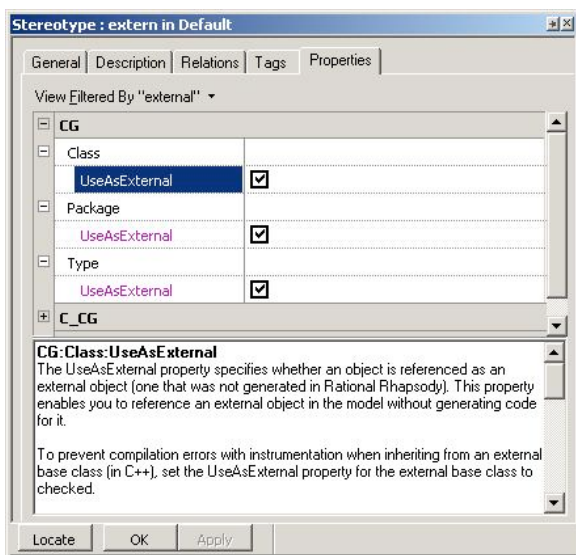 Stereotype : extern in Default
General Description Relations Tags Properties
View Filtered By "external"
CG
Class
UseAsExternal
Package
UseAsExternal
Type
UseAsExternal
C_CG
CG:Class:UseAsExternal
The UseAsExternal property specifies whether an object is referenced as an
external object (one that was not generated in Rational Rhapsody). This property
enables you to reference an external object in the model without generating code
for it.
To prevent compilation errors with instrumentation when inheriting from an external
base class (in C++), set the UseAsExternal property for the external base class to
checked.
Locate OK Apply